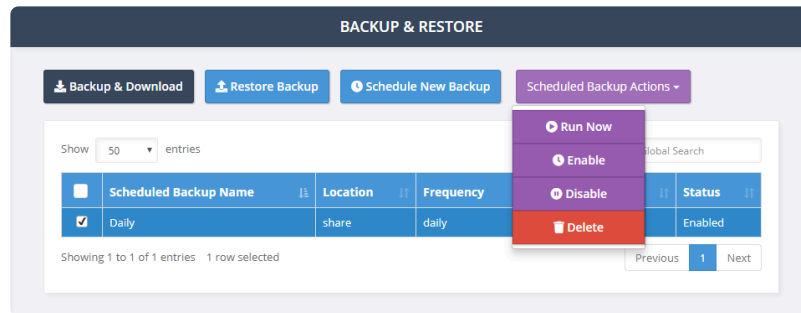 BACKUP & RESTORE
Backup & Download Restore Backup Schedule New Backup Scheduled Backup Actions
Run Now
Show 50 entries Global Search
Enable
Scheduled Backup Name Location Frequency Disable Status
Daily share daily Delete Enabled
Showing 1 to 1 of 1 entries 1 row selected Previous 1 Next